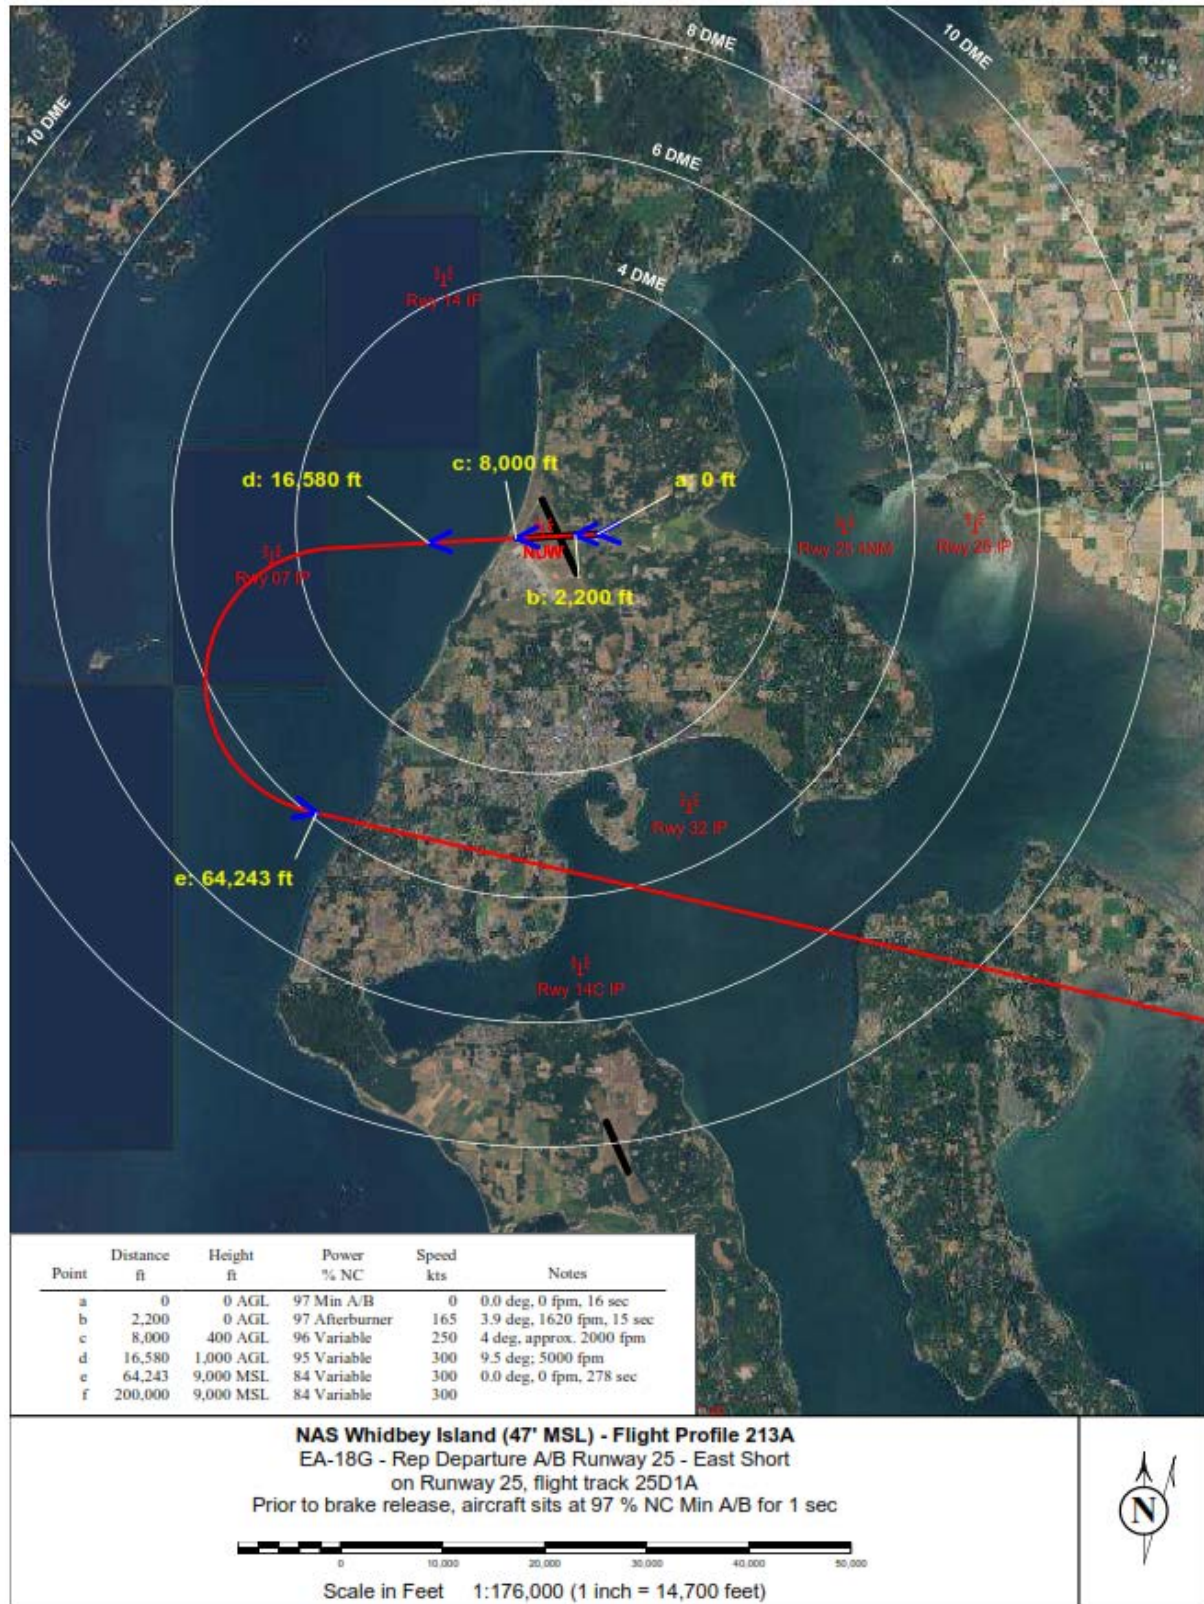 8 DME
10 DME
10 DME
6 DME
4 DME
Rwy 14 IP
c: 8,000 ft
d: 16,580 ft
a: 0 ft
NUW
Rwy 25 4NM
Rwy 25 IP
Rwy 07 IP
b: 2,200 ft
Rwy 32 IP
e: 64,243 ft
Rwy 14C IP
Distance Height Power Speed
Point ft ft % NC kts Notes
a 0 0 AGL 97 Min A/B 0 0.0 deg, 0 fpm, 16 sec
b 2,200 0 AGL 97 Afterburner 165 3.9 deg, 1620 fpm, 15 sec
c 8,000 400 AGL 96 Variable 250 4 deg, approx. 2000 fpm
d 16,580 1,000 AGL 95 Variable 300 9.5 deg; 5000 fpm
e 64,243 9,000 MSL 84 Variable 300 0.0 deg, 0 fpm, 278 sec
f 200,000 9,000 MSL 84 Variable 300
NAS Whidbey Island (47' MSL) - Flight Profile 213A
EA-18G - Rep Departure A/B Runway 25 - East Short
on Runway 25, flight track 25D1A
Prior to brake release, aircraft sits at 97 % NC Min A/B for 1 sec
N
0 10,000 20,000 30,000 40,000 50,000
Scale in Feet 1:176,000 (1 inch = 14,700 feet)